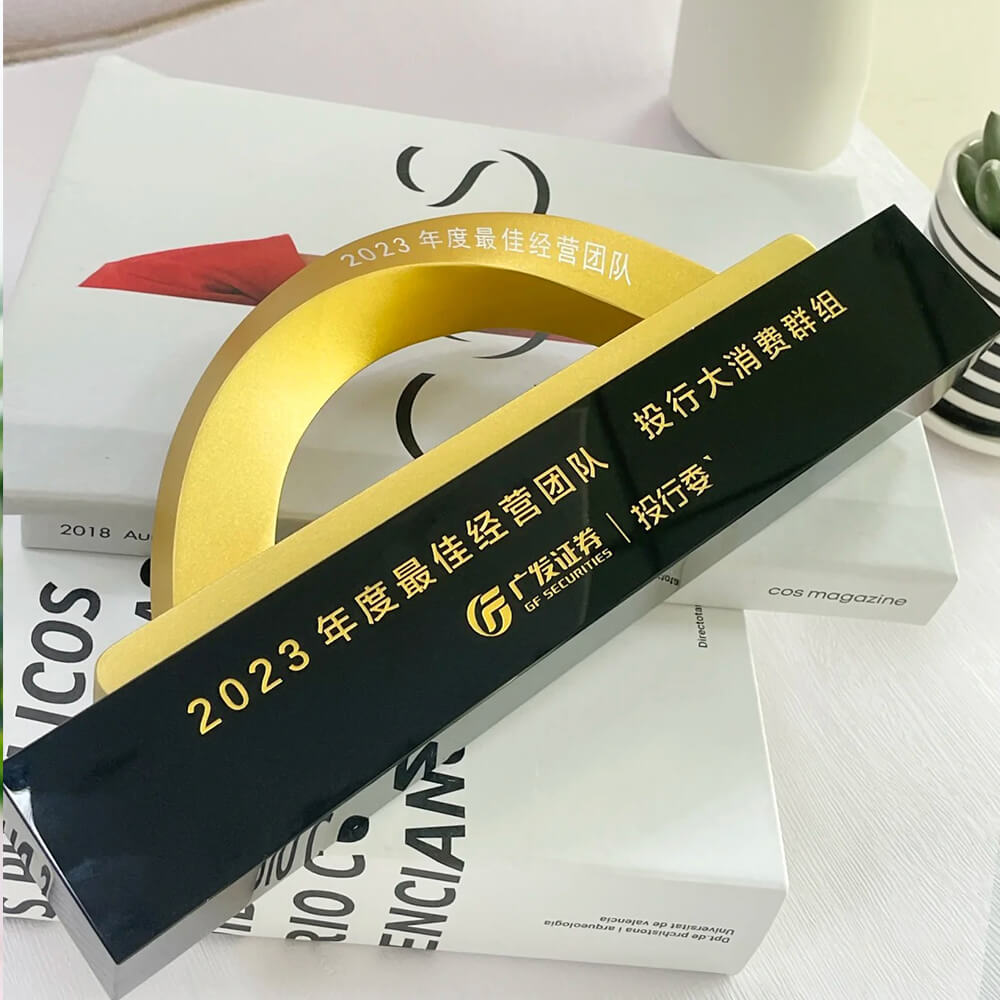 2023 年度最佳经营团队
2023 年度最佳经营团队 投行大消费群组
广发证券 | 投行委
GF SECURITIES
2018
cos magazine
ICOS
RIO C
ENCIAN
Dpt.de prchistona i arqueologia
Universitat de valencia